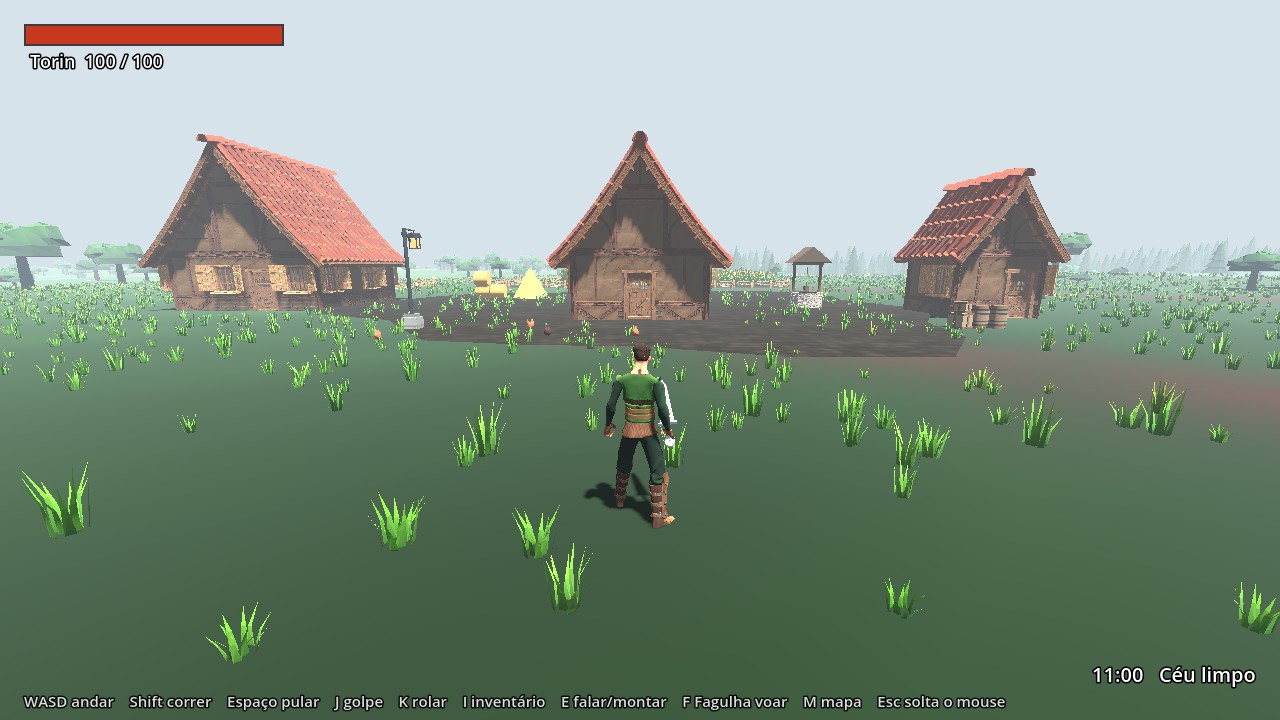 Torin 100 / 100
11:00 Céu limpo
WASD andar Shift correr Espaço pular J golpe K rolar I inventário E falar/montar F Fagulha voar M mapa Esc solta o mouse